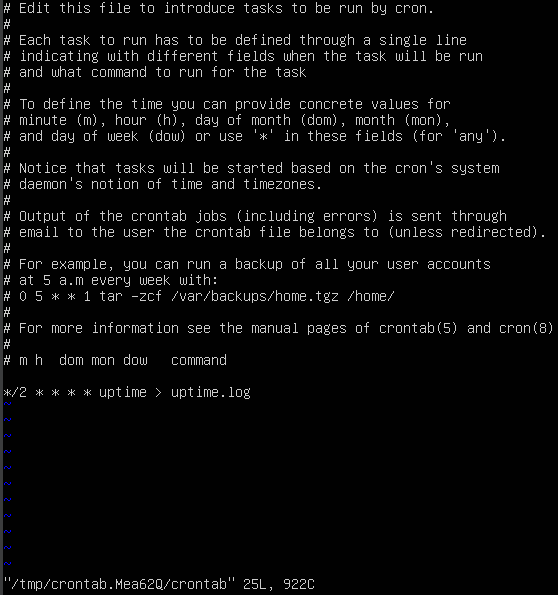 # Edit this file to introduce tasks to be run by cron.
#
# Each task to run has to be defined through a single line
# indicating with different fields when the task will be run
# and what command to run for the task
#
# To define the time you can provide concrete values for
# minute (m), hour (h), day of month (dom), month (mon),
# and day of week (dow) or use '*' in these fields (for 'any').
#
# Notice that tasks will be started based on the cron's system
# daemon's notion of time and timezones.
#
# Output of the crontab jobs (including errors) is sent through
# email to the user the crontab file belongs to (unless redirected).
#
# For example, you can run a backup of all your user accounts
# at 5 a.m every week with:
# 0 5 * * 1 tar -zcf /var/backups/home.tgz /home/
#
# For more information see the manual pages of crontab(5) and cron(8)
#
# m h  dom mon dow   command

*/2 * * * * uptime > uptime.log
~
~
~
~
~
~
~
~
~
~
~
"/tmp/crontab.Mea62Q/crontab" 25L, 922C